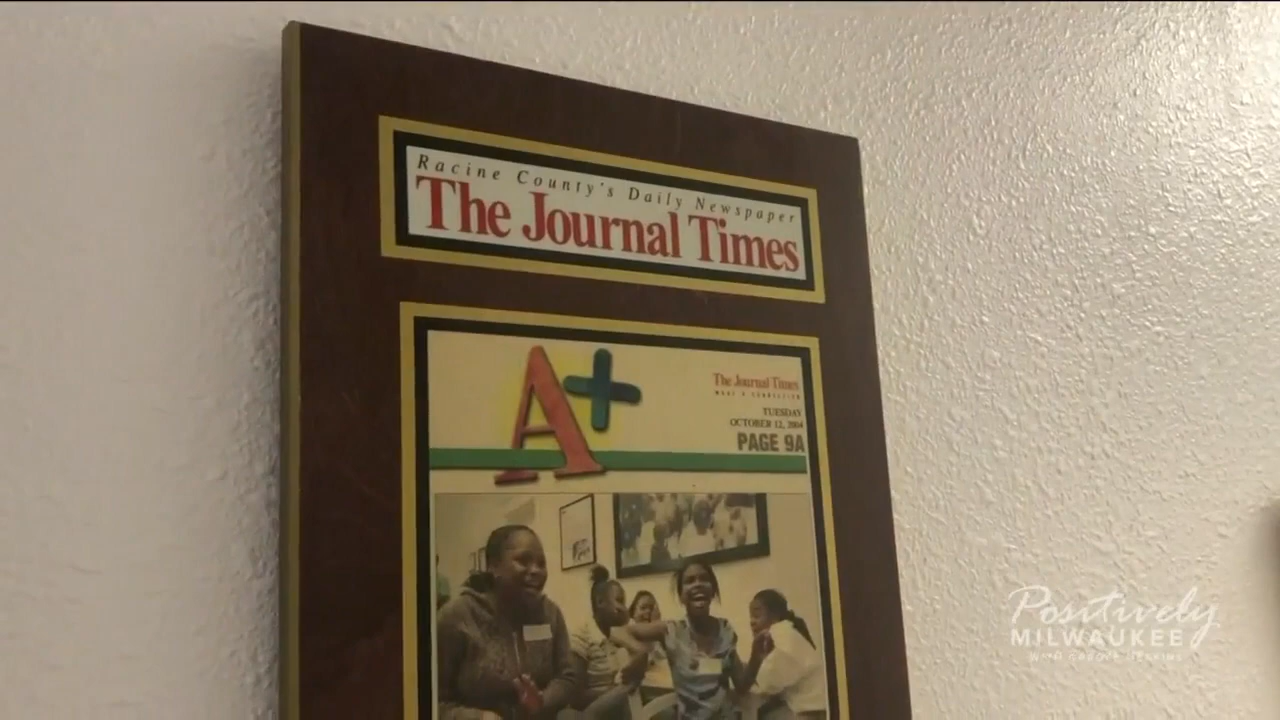 Racine County's Daily Newspaper
The Journal Times
A+
The Journal Times
TUESDAY
OCTOBER 12, 2004
PAGE 9A
Positively
MILWAUKEE